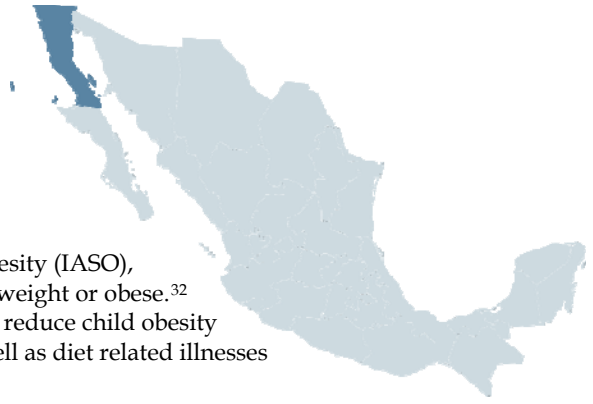 esity (IASO),
weight or obese.32
reduce child obesity
ell as diet related illnesses